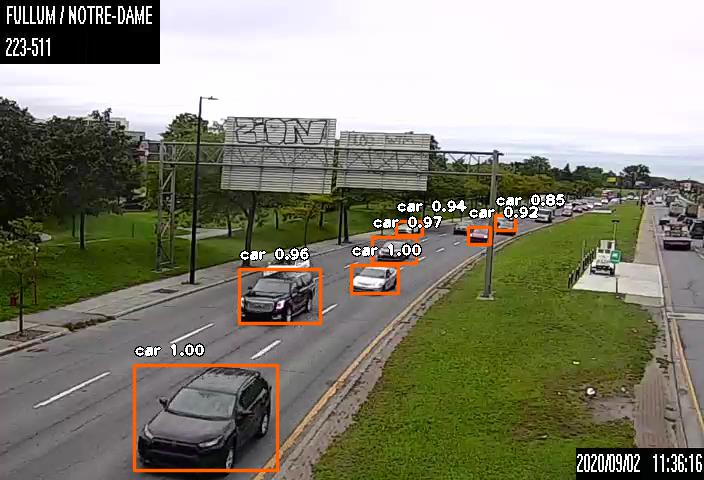 FULLUM / NOTRE-DAME
223-511
ZION
car 0.94
car 0.85
car 0.97
car 0.92
car 1.00
car 0.96
car 1.00
2020/09/02 11:36:16